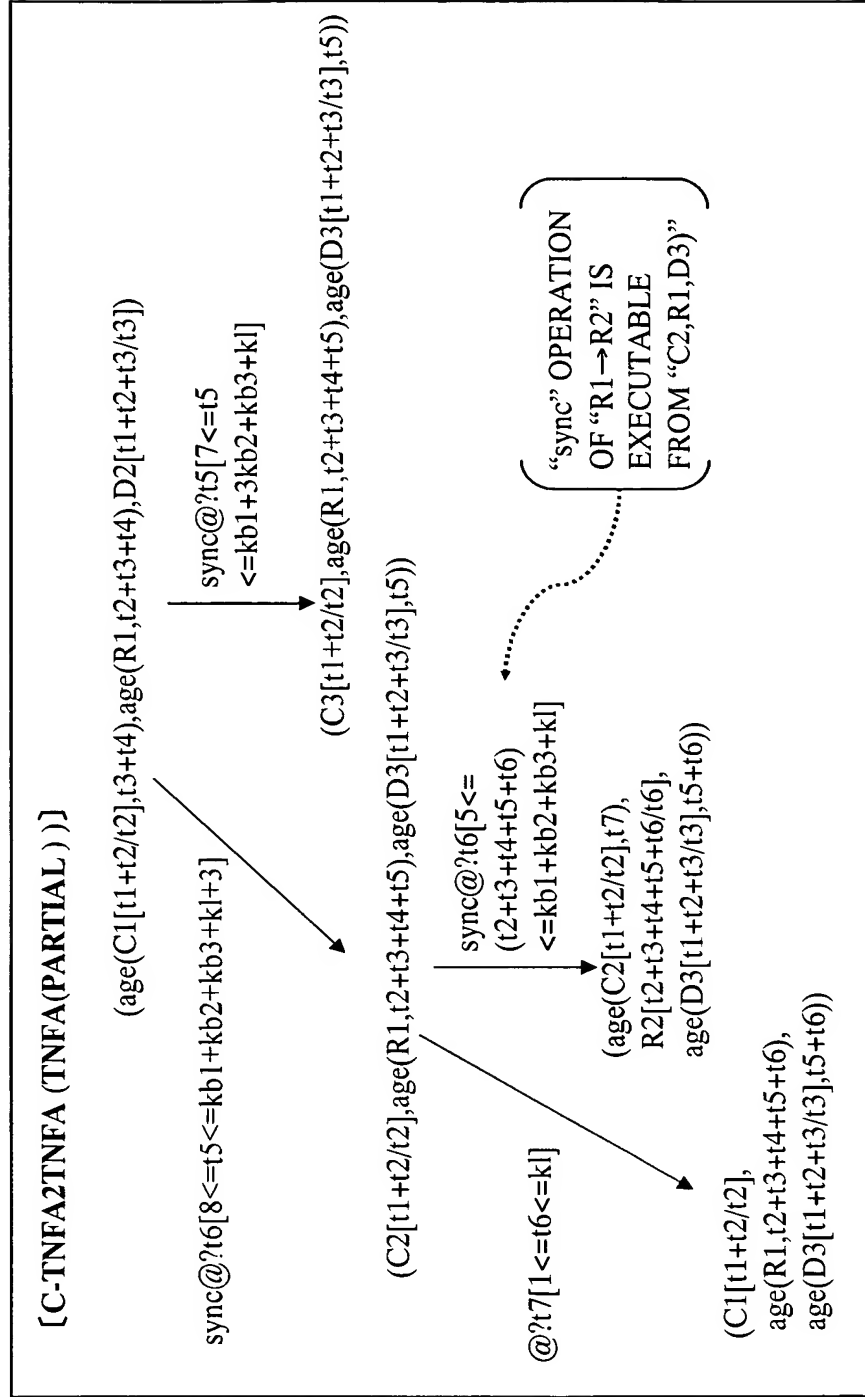 [C-TNFA2TNFA (TNFA(PARTIAL ) )]
(age(C1[t1+t2/t2],t3+t4),age(R1,t2+t3+t4),D2[t1+t2+t3/t3])
sync@?t6[8<=t5<=kb1+kb2+kb3+kl+3]
sync@?t5[7<=t5
<=kb1+3kb2+kb3+kl]
(C3[t1+t2/t2],age(R1,t2+t3+t4+t5),age(D3[t1+t2+t3/t3],t5))
(C2[t1+t2/t2],age(R1,t2+t3+t4+t5),age(D3[t1+t2+t3/t3],t5))
@?t7[1<=t6<=kl]
sync@?t6[5<=
(t2+t3+t4+t5+t6)
<=kb1+kb2+kb3+kl]
“sync” OPERATION
OF “R1→R2” IS
EXECUTABLE
FROM “C2,R1,D3)”
(age(C2[t1+t2/t2],t7),
R2[t2+t3+t4+t5+t6/t6],
age(D3[t1+t2+t3/t3],t5+t6))
(C1[t1+t2/t2],
age(R1,t2+t3+t4+t5+t6),
age(D3[t1+t2+t3/t3],t5+t6))